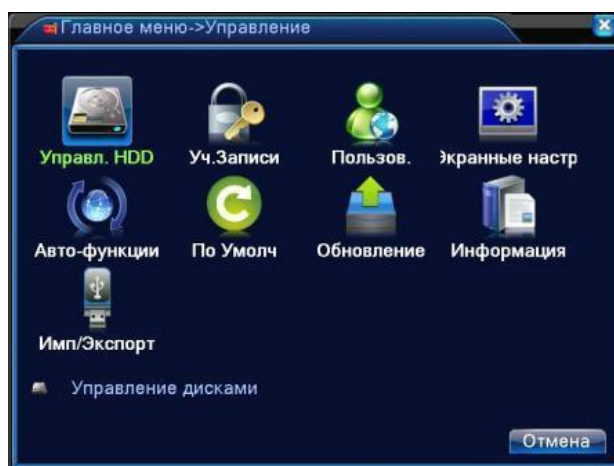 Главное меню->Управление
Управл. HDD Уч.Записи Пользов. Экранные настр
Авто-функции По Умолч Обновление Информация
Имп/Экспорт
Управление дисками
Отмена